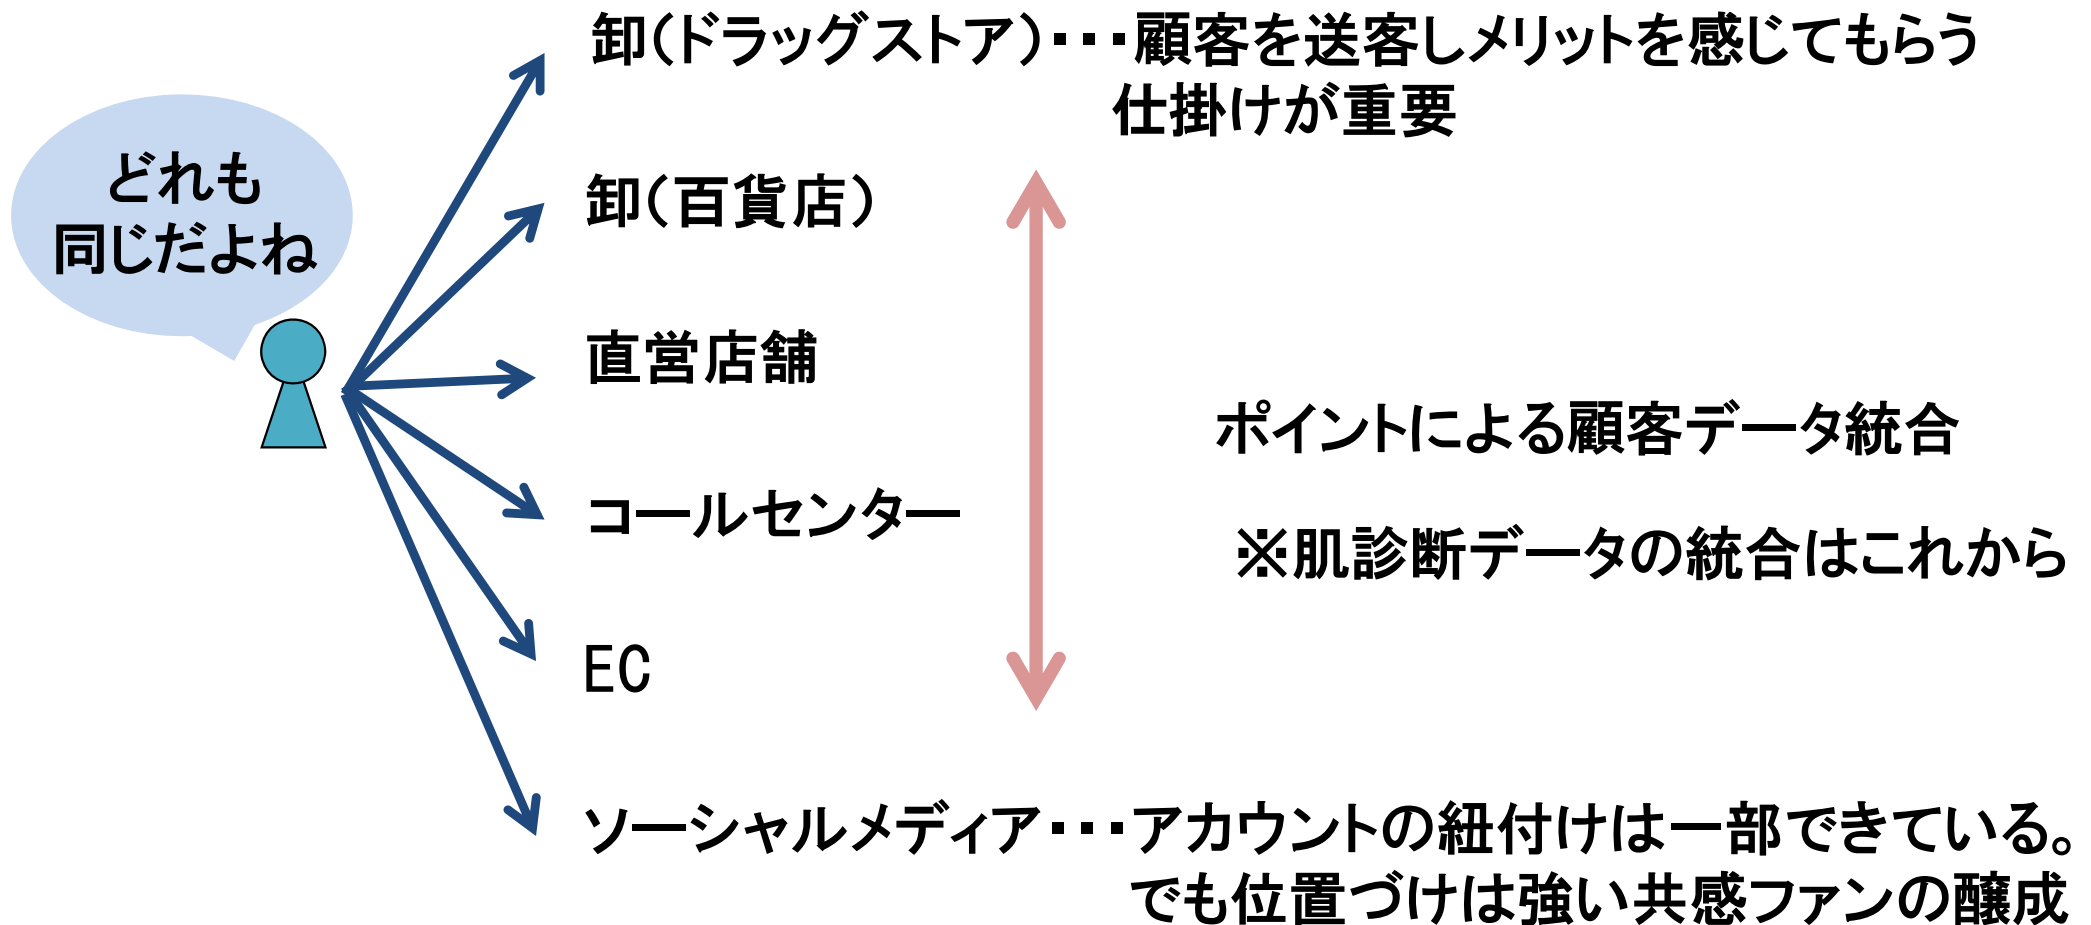 卸（ドラッグストア）・・・顧客を送客しメリットを感じてもらう
仕掛けが重要
どれも
同じだよね
卸（百貨店）
直営店舗
ポイントによる顧客データ統合
コールセンター
※肌診断データの統合はこれから
EC
ソーシャルメディア・・・アカウントの紐付けは一部できている。
でも位置づけは強い共感ファンの醸成